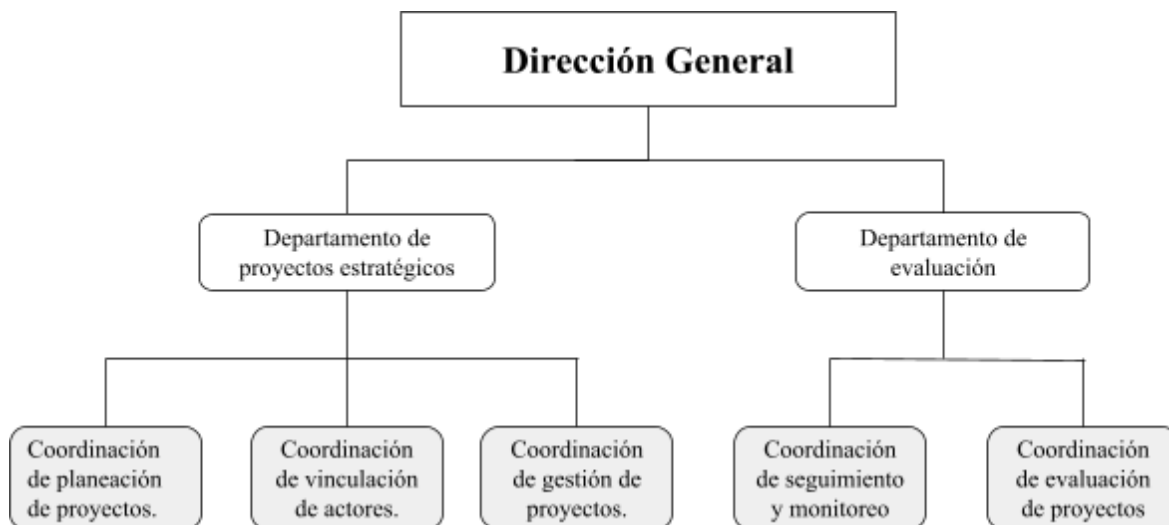 Dirección General
Departamento de
proyectos estratégicos
Departamento de
evaluación
Coordinación
de planeación
de proyectos.
Coordinación
de vinculación
de actores.
Coordinación
de gestión de
proyectos.
Coordinación
de seguimiento
y monitoreo
Coordinación
de evaluación
de proyectos